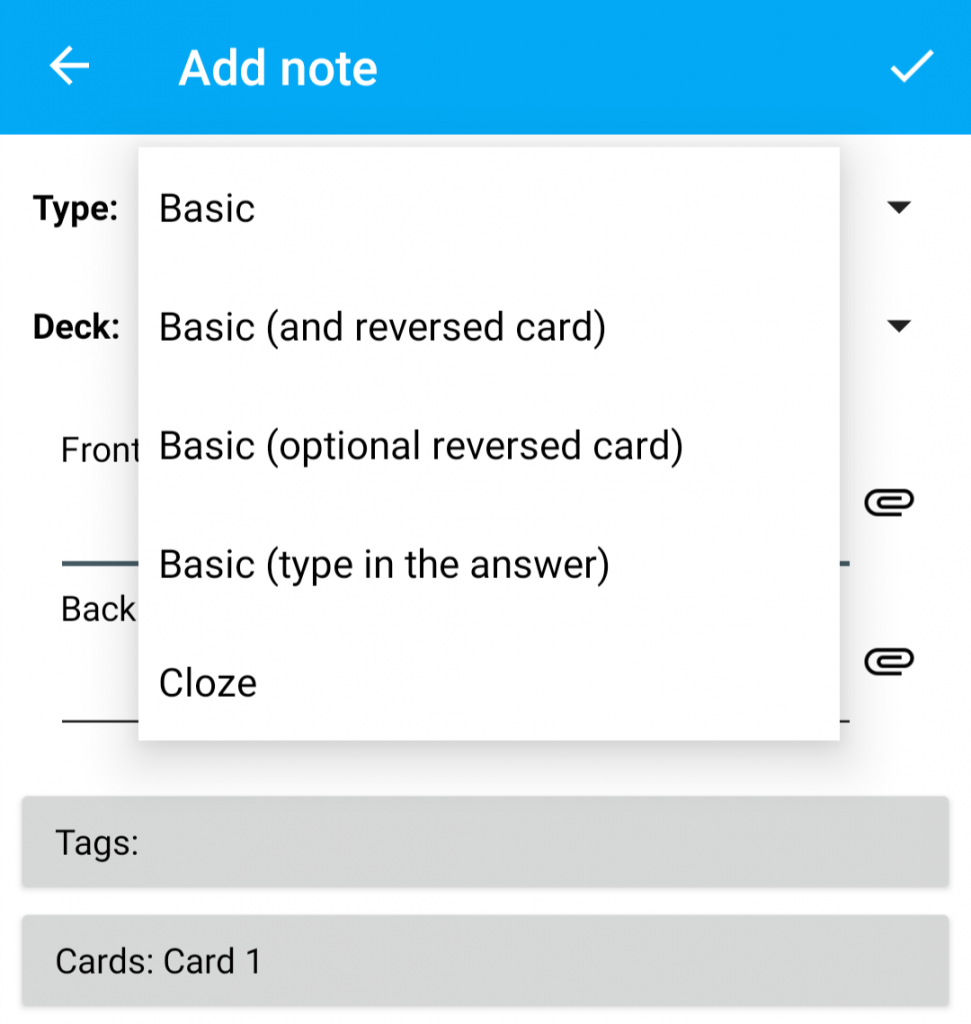 Add note
Type: Basic
Deck: Basic (and reversed card)
Front Basic (optional reversed card)
Basic (type in the answer)
Back
Cloze
Tags:
Cards: Card 1